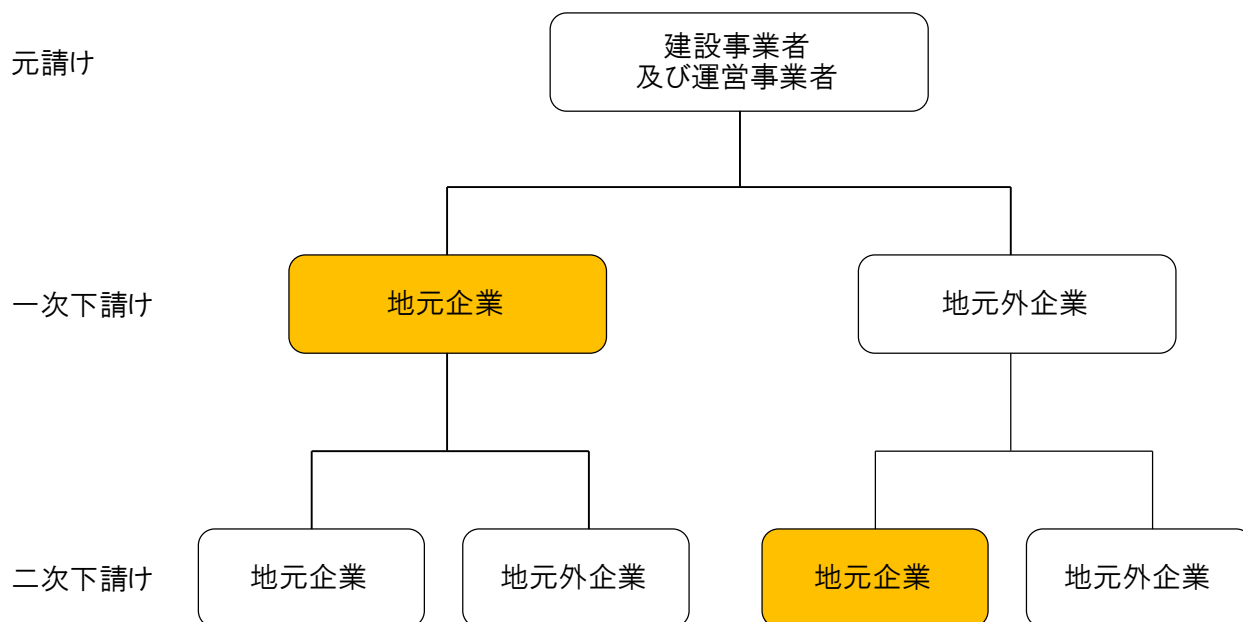 元請け
建設事業者
及び運営事業者
一次下請け
地元企業
地元外企業
二次下請け
地元企業
地元外企業
地元企業
地元外企業